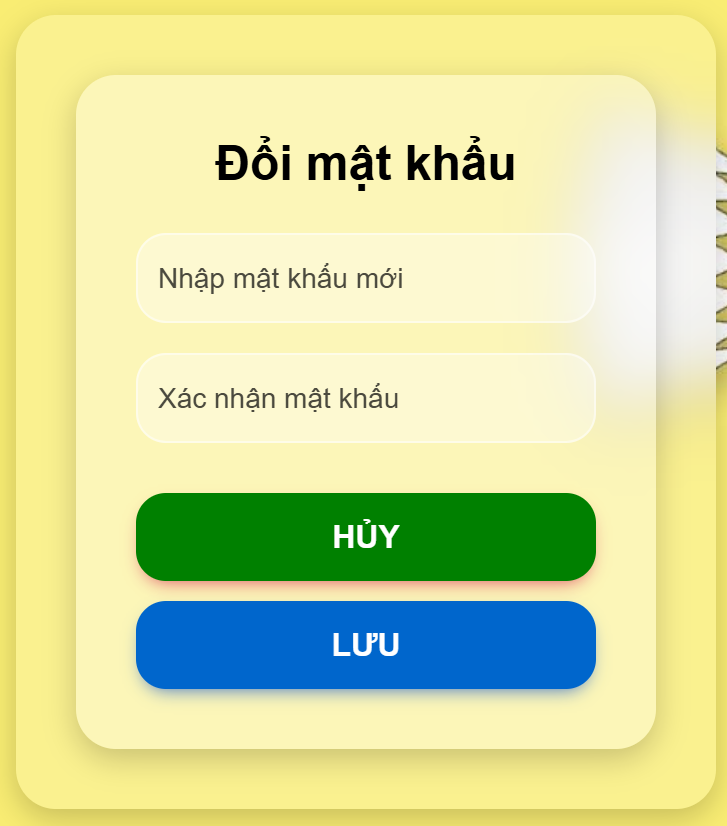 Đổi mật khẩu
Nhập mật khẩu mới
Xác nhận mật khẩu
HỦY
LƯU